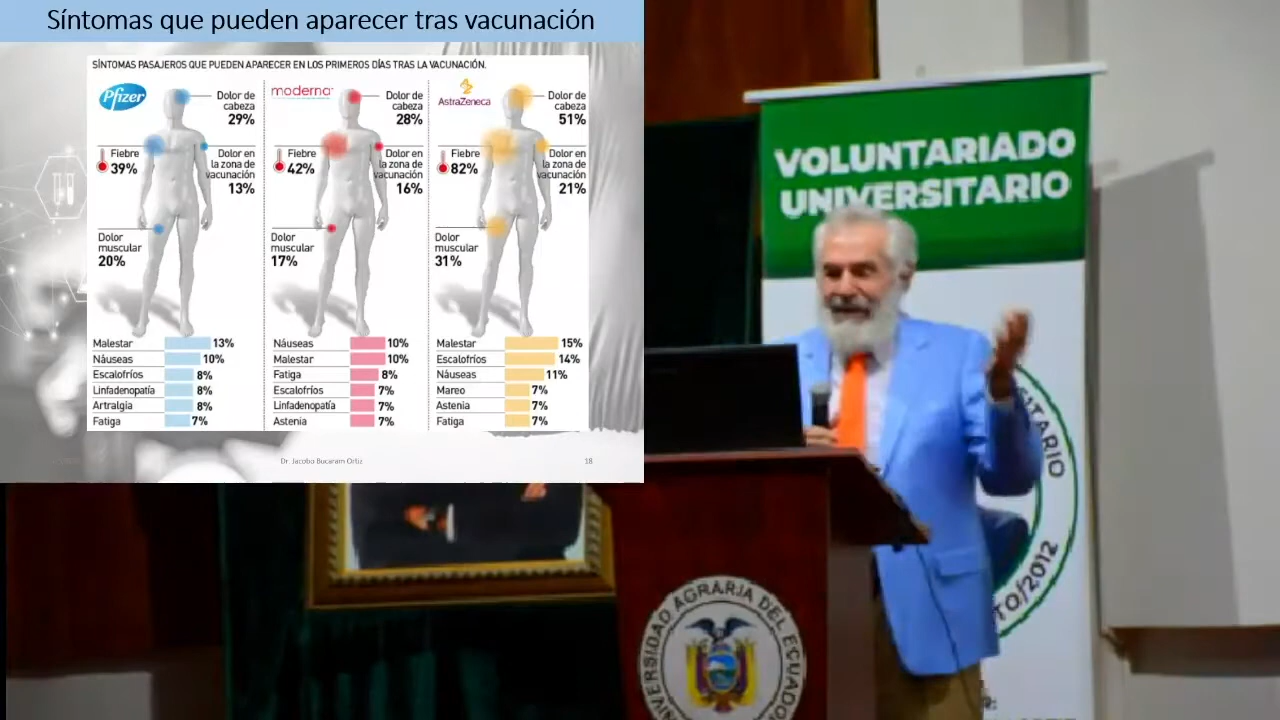 Síntomas que pueden aparecer tras vacunación
SÍNTOMAS PASAJEROS QUE PUEDEN APARECER EN LOS PRIMEROS DÍAS TRAS LA VACUNACIÓN.
Pfizer
Dolor de
cabeza
29%
Fiebre
39%
Dolor en
la zona de
vacunación
13%
Dolor
muscular
20%
Malestar 13%
Náuseas 10%
Escalofríos 8%
Linfadenopatía 8%
Artralgia 8%
Fatiga 7%
moderna
Dolor de
cabeza
28%
Fiebre
42%
Dolor en
la zona de
vacunación
16%
Dolor
muscular
17%
Náuseas 10%
Malestar 10%
Fatiga 8%
Escalofríos 7%
Linfadenopatía 7%
Astenia 7%
AstraZeneca
Dolor de
cabeza
51%
Fiebre
82%
Dolor en
la zona de
vacunación
21%
Dolor
muscular
31%
Malestar 15%
Escalofríos 14%
Náuseas 11%
Mareo 7%
Astenia 7%
Fatiga 7%
Dr. Jacobo Bucaram Ortiz
18
VOLUNTARIADO
UNIVERSITARIO
UNIVERSIDAD AGRARIA DEL ECUADOR